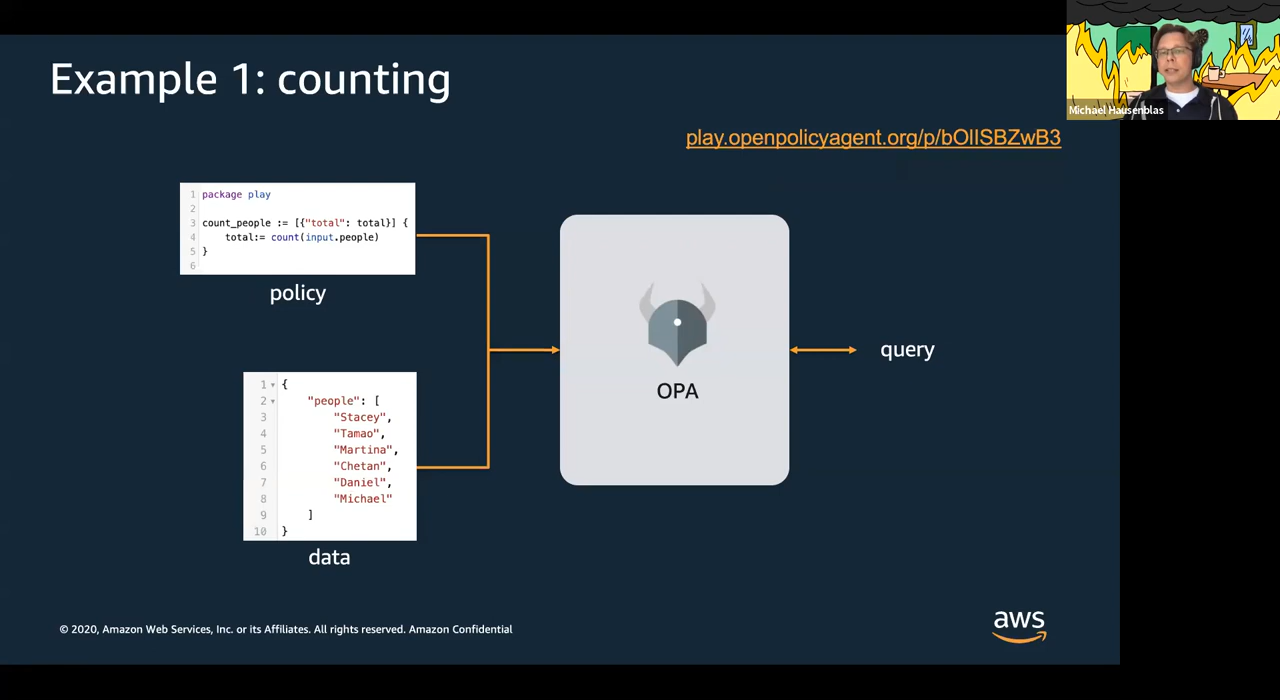 Example 1: counting
Michael Hausenblas
play.openpolicyagent.org/p/bOlISBZwB3
1 package play
2
3 count_people := [{"total": total}] {
4 total:= count(input.people)
5 }
6
policy
1 {
2 "people": [
3 "Stacey",
4 "Tamao",
5 "Martina",
6 "Chetan",
7 "Daniel",
8 "Michael"
9 ]
10 }
data
OPA
query
© 2020, Amazon Web Services, Inc. or its Affiliates. All rights reserved. Amazon Confidential
aws